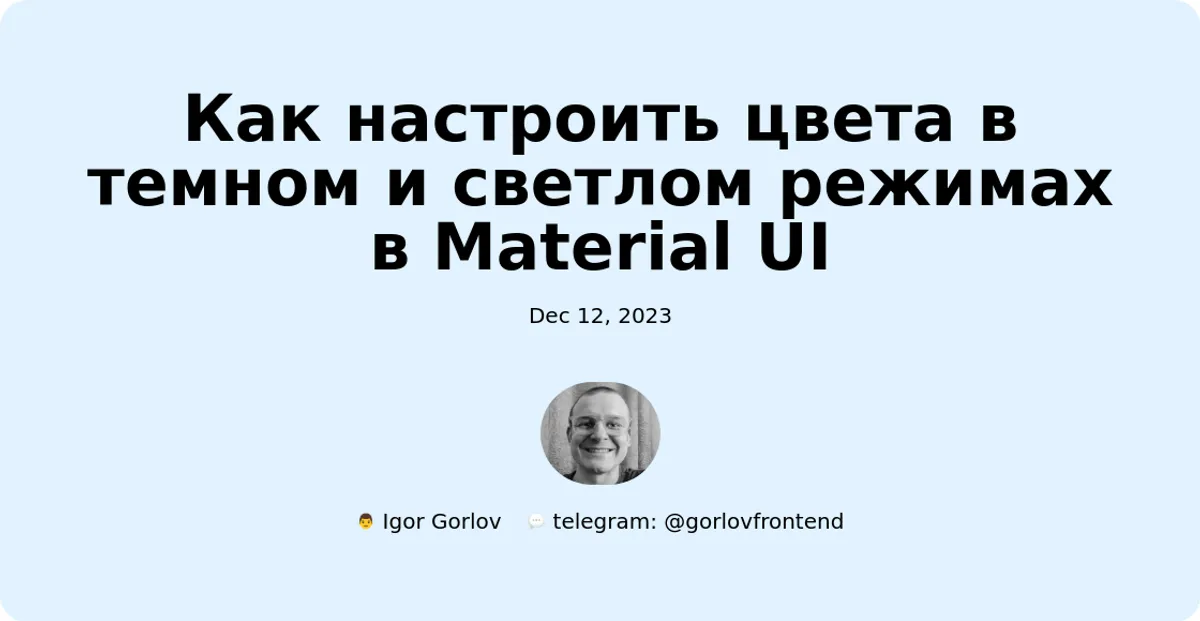 Как настроить цвета в
темном и светлом режимах
в Material UI
Dec 12, 2023
👨 Igor Gorlov 💬 telegram: @gorlovfrontend